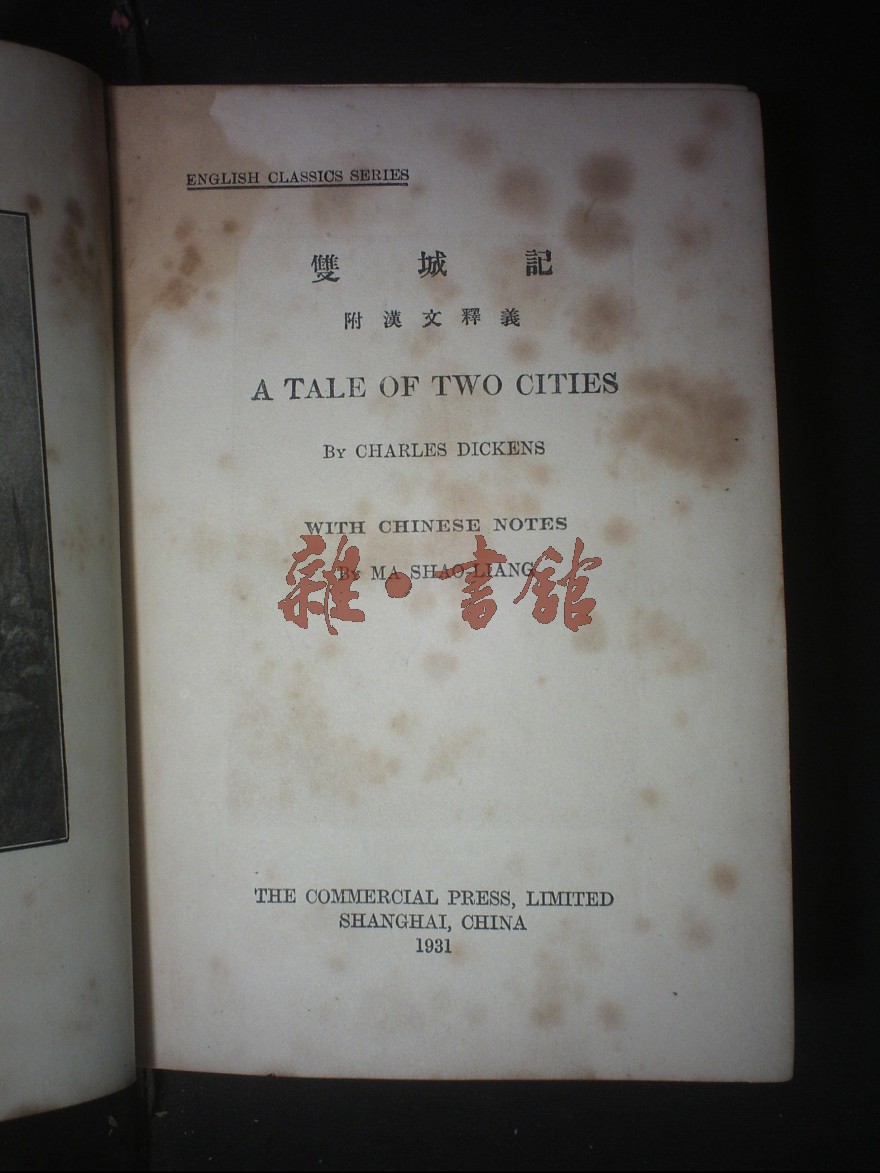 ENGLISH CLASSICS SERIES
雙城記
附漢文釋義
A TALE OF TWO CITIES
By CHARLES DICKENS
WITH CHINESE NOTES
By MA SHAO-LIANG
雜·書館
THE COMMERCIAL PRESS, LIMITED
SHANGHAI, CHINA
1931